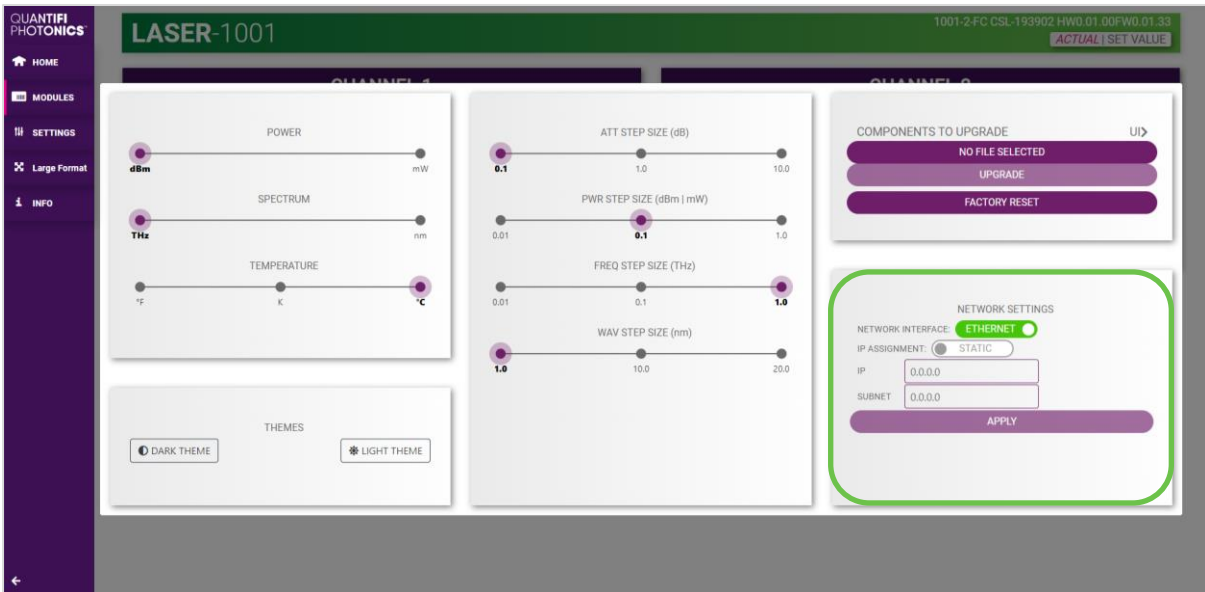 QUANTIFI
PHOTONICS™
HOME
MODULES
SETTINGS
Large Format
INFO
LASER-1001
1001-2-FC CSL-193902 HW0.01.00FW0.01.33
ACTUAL | SET VALUE
CHANNEL 1
CHANNEL 2
POWER
dBm
mW
SPECTRUM
THz
nm
TEMPERATURE
°F
K
°C
THEMES
DARK THEME
LIGHT THEME
ATT STEP SIZE (dB)
0.1
1.0
10.0
PWR STEP SIZE (dBm | mW)
0.01
0.1
1.0
FREQ STEP SIZE (THz)
0.01
0.1
1.0
WAV STEP SIZE (nm)
1.0
10.0
20.0
COMPONENTS TO UPGRADE
UI>
NO FILE SELECTED
UPGRADE
FACTORY RESET
NETWORK SETTINGS
NETWORK INTERFACE: ETHERNET
IP ASSIGNMENT: STATIC
IP 0.0.0.0
SUBNET 0.0.0.0
APPLY